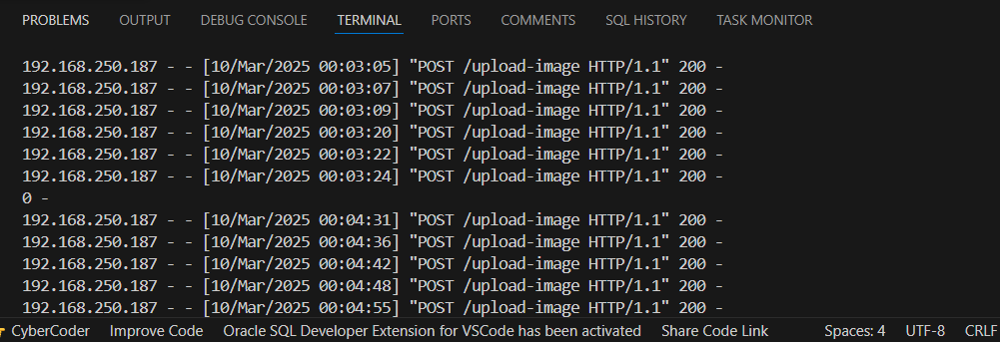 PROBLEMS OUTPUT DEBUG CONSOLE TERMINAL PORTS COMMENTS SQL HISTORY TASK MONITOR
192.168.250.187 - - [10/Mar/2025 00:03:05] "POST /upload-image HTTP/1.1" 200 -
192.168.250.187 - - [10/Mar/2025 00:03:07] "POST /upload-image HTTP/1.1" 200 -
192.168.250.187 - - [10/Mar/2025 00:03:09] "POST /upload-image HTTP/1.1" 200 -
192.168.250.187 - - [10/Mar/2025 00:03:20] "POST /upload-image HTTP/1.1" 200 -
192.168.250.187 - - [10/Mar/2025 00:03:22] "POST /upload-image HTTP/1.1" 200 -
192.168.250.187 - - [10/Mar/2025 00:03:24] "POST /upload-image HTTP/1.1" 200 -
0 -
192.168.250.187 - - [10/Mar/2025 00:04:31] "POST /upload-image HTTP/1.1" 200 -
192.168.250.187 - - [10/Mar/2025 00:04:36] "POST /upload-image HTTP/1.1" 200 -
192.168.250.187 - - [10/Mar/2025 00:04:42] "POST /upload-image HTTP/1.1" 200 -
192.168.250.187 - - [10/Mar/2025 00:04:48] "POST /upload-image HTTP/1.1" 200 -
192.168.250.187 - - [10/Mar/2025 00:04:55] "POST /upload-image HTTP/1.1" 200 -
CyberCoder Improve Code Oracle SQL Developer Extension for VSCode has been activated Share Code Link Spaces: 4 UTF-8 CRLF